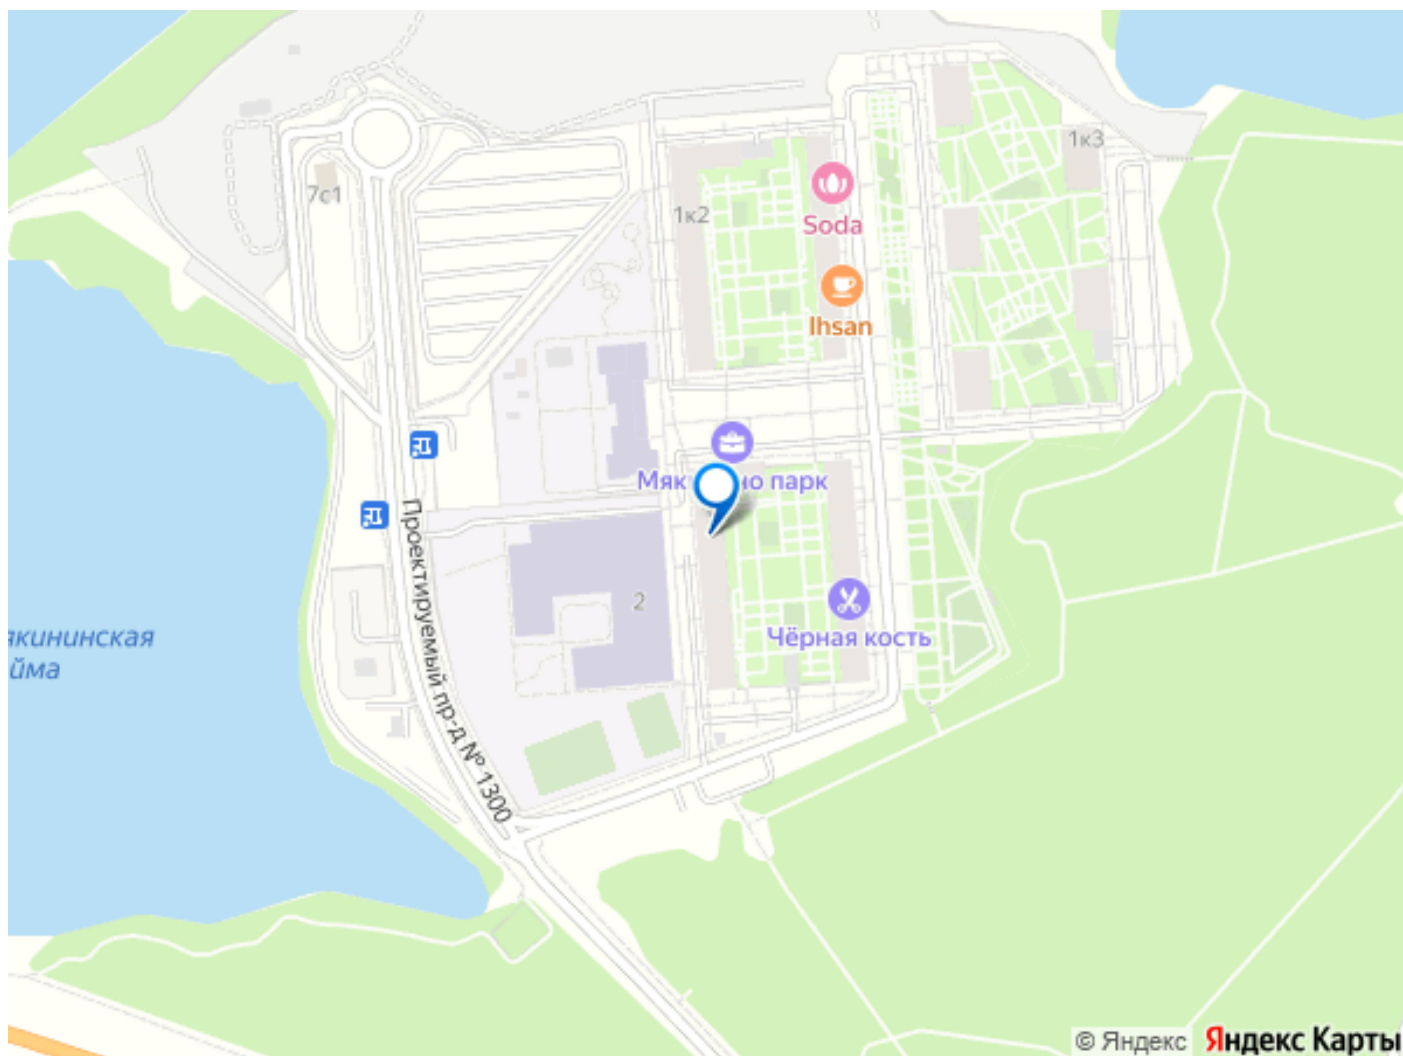 1к3
7с1
1к2
Soda
Ihsan
Мяк
но парк
Проектируемый пр-д № 1300
2
Чёрная кость
якининская
йма
© Яндекс Яндекс Карты